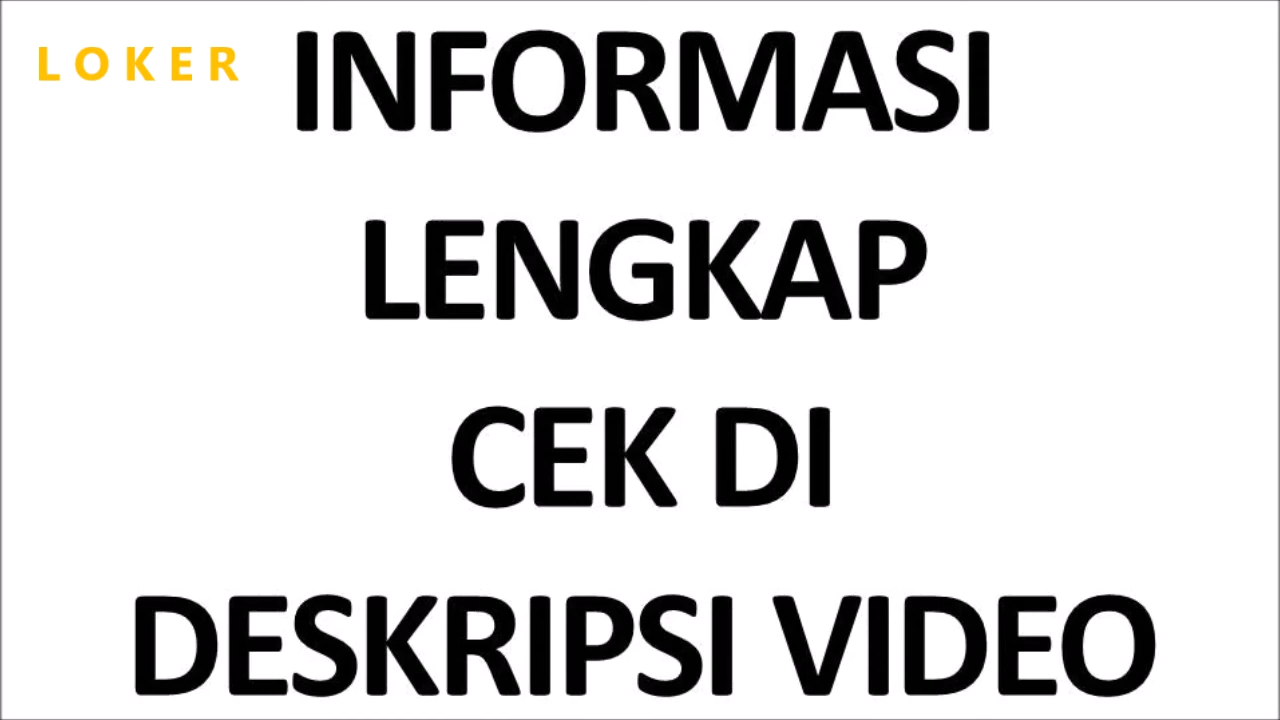 LOKER
INFORMASI
LENGKAP
CEK DI
DESKRIPSI VIDEO